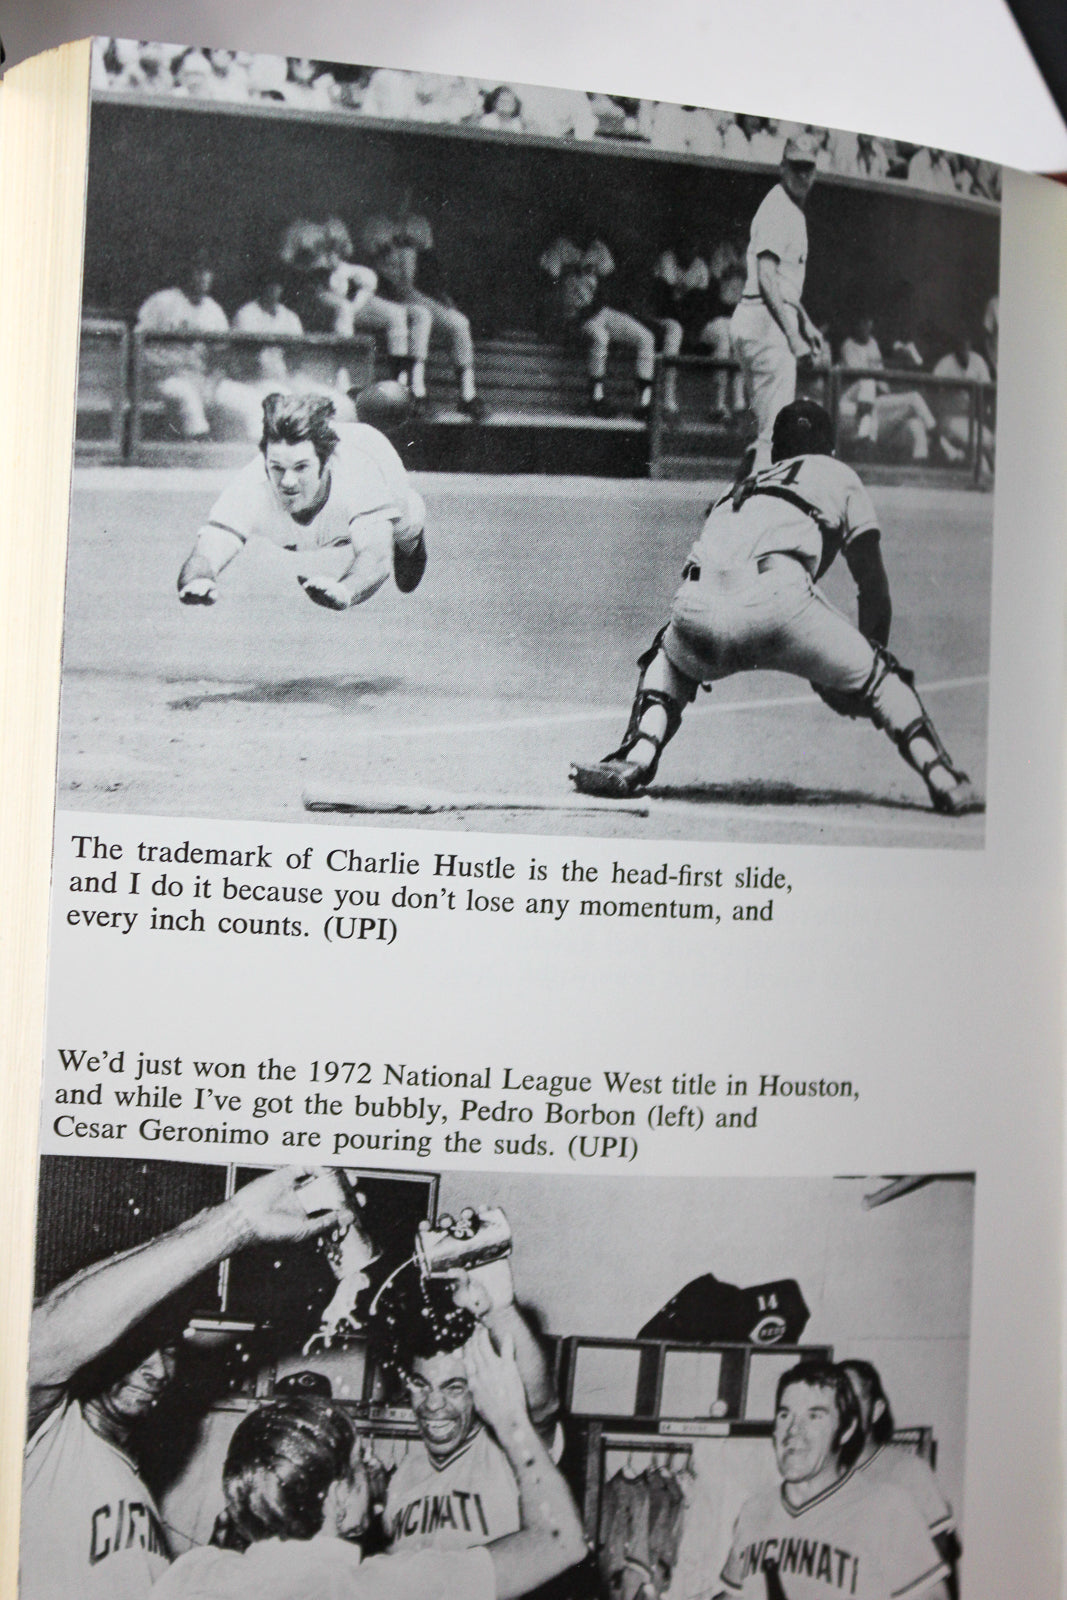 The trademark of Charlie Hustle is the head-first slide,
and I do it because you don't lose any momentum, and
every inch counts. (UPI)
We'd just won the 1972 National League West title in Houston,
and while I've got the bubbly, Pedro Borbon (left) and
Cesar Geronimo are pouring the suds. (UPI)
14
REDS
NCINATI
CINCINNATI